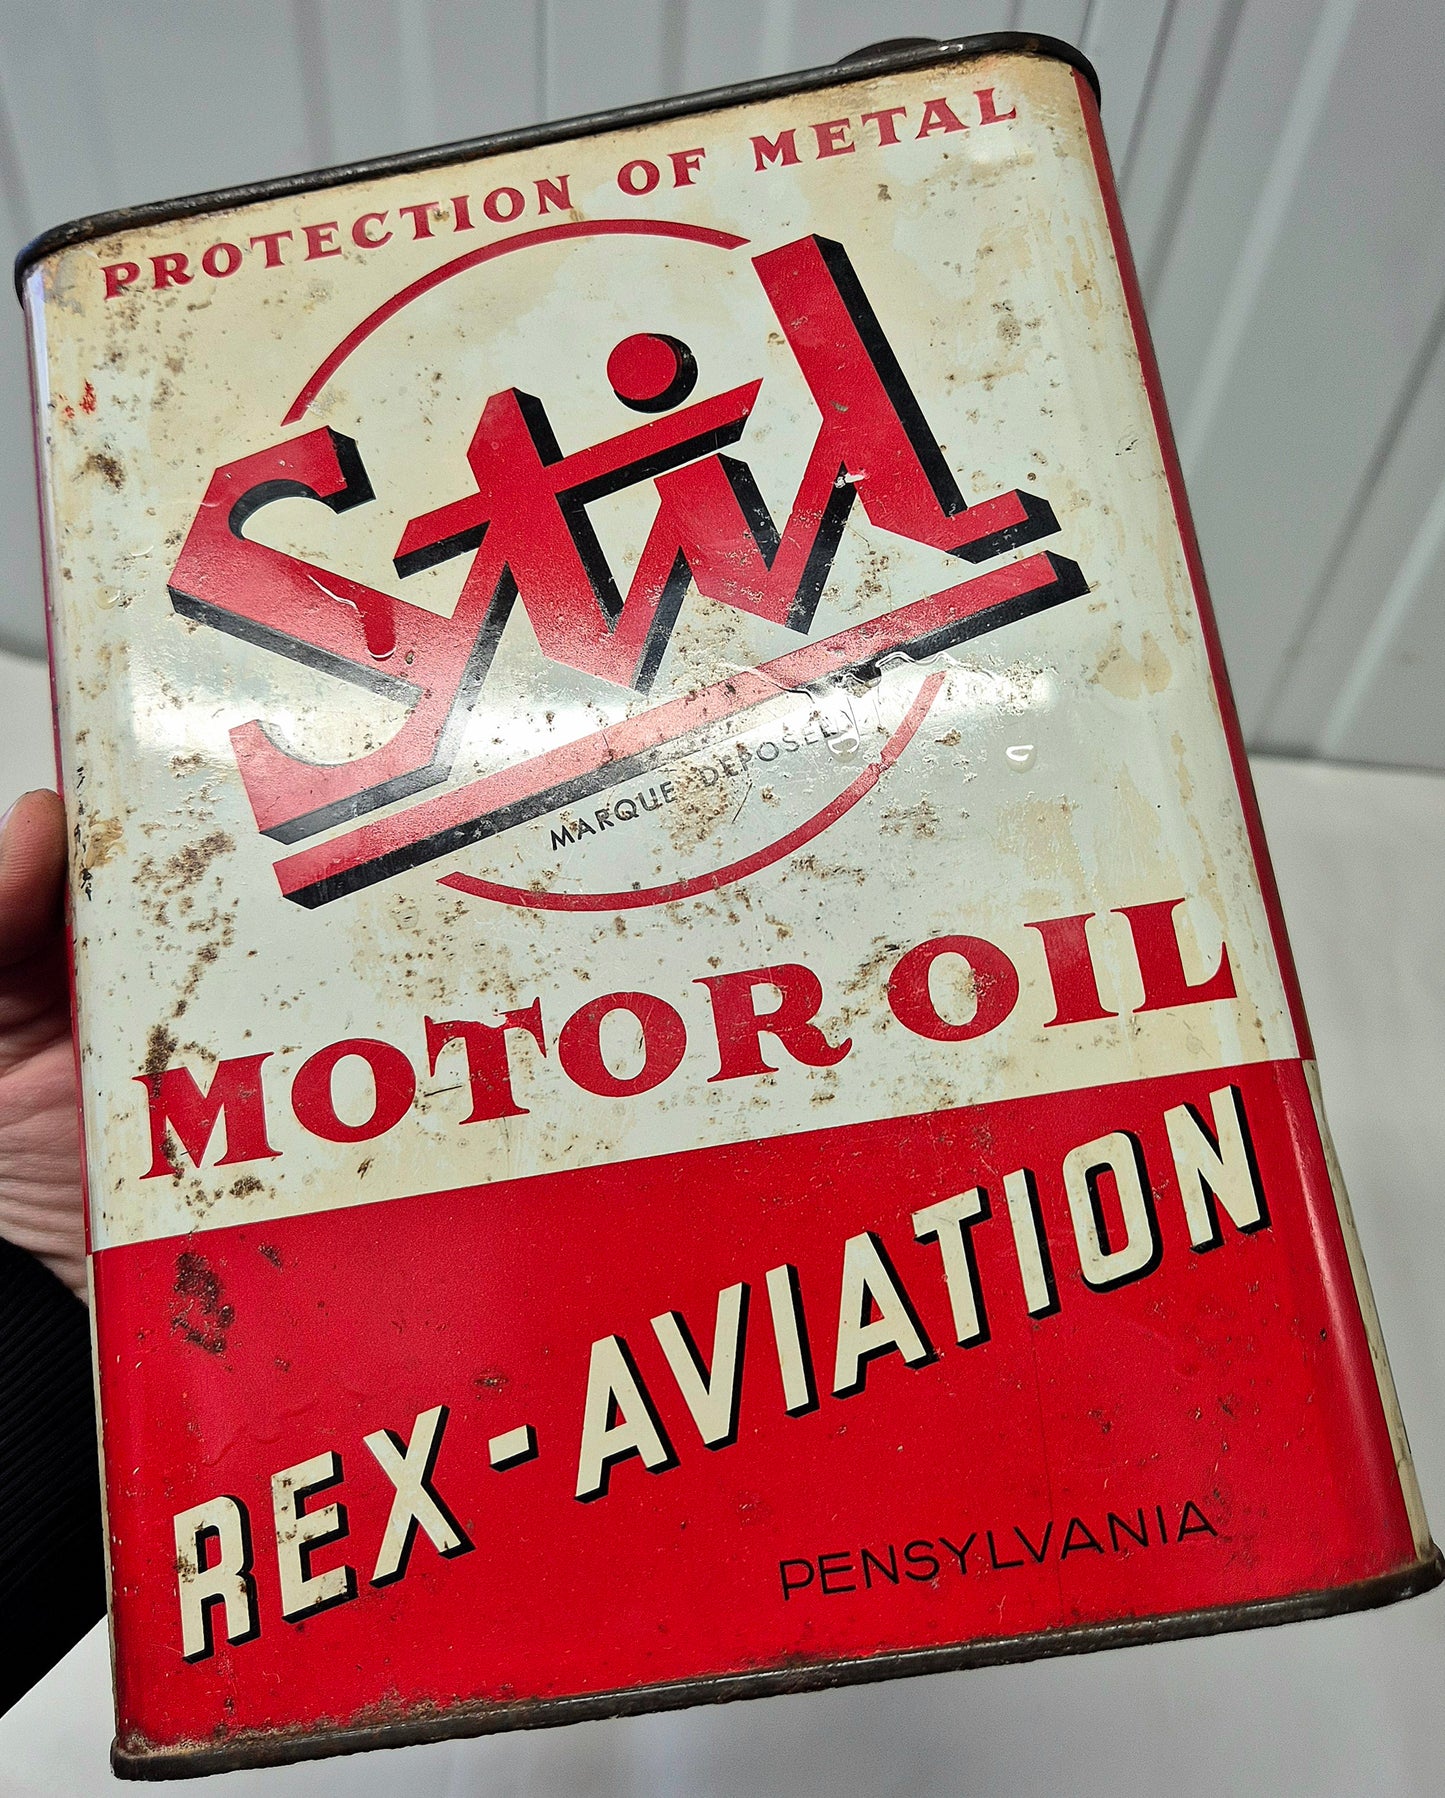 PROTECTION OF METAL
Stil
MARQUE DEPOSEE
MOTOR OIL
REX-AVIATION
PENSYLVANIA